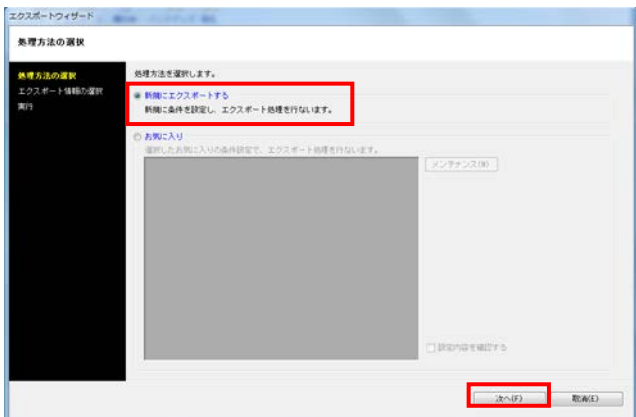 エクスポートウィザード
処理方法の選択
処理方法の選択
エクスポート情報の選択
実行
処理方法を選択します。
新規にエクスポートする
新規に条件を設定し、エクスポート処理を行ないます。
お気に入り
選択したお気に入りの条件設定で、エクスポート処理を行ないます。
メンテナンス(M)
設定内容を確認する
次へ(F)
取消(E)